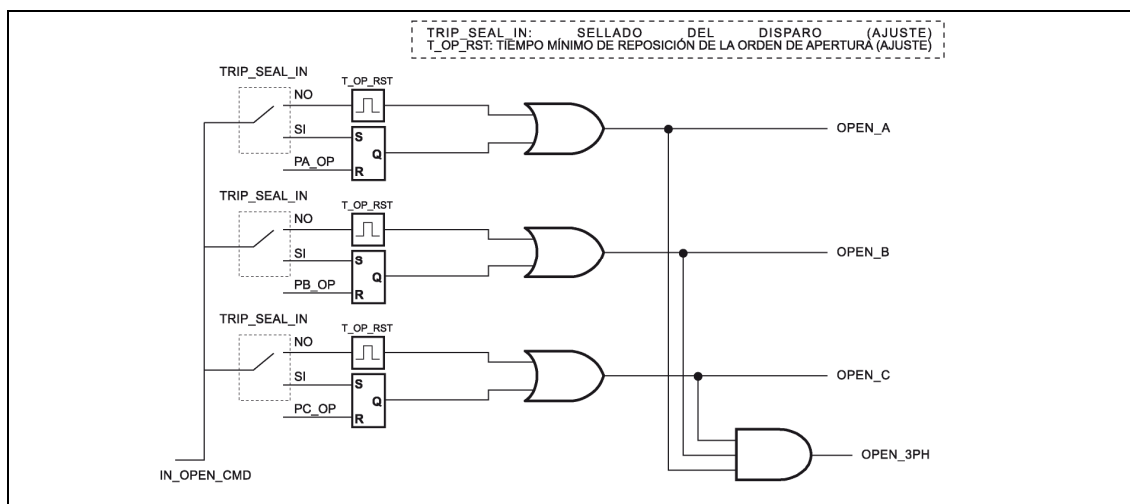 TRIP_SEAL_IN: SELLADO DEL DISPARO (AJUSTE)
T_OP_RST: TIEMPO MÍNIMO DE REPOSICIÓN DE LA ORDEN DE APERTURA (AJUSTE)
TRIP_SEAL_IN
T_OP_RST
NO
SI
S
Q
PA_OP
R
OPEN_A
TRIP_SEAL_IN
T_OP_RST
NO
SI
S
Q
PB_OP
R
OPEN_B
TRIP_SEAL_IN
T_OP_RST
NO
SI
S
Q
PC_OP
R
OPEN_C
OPEN_3PH
IN_OPEN_CMD